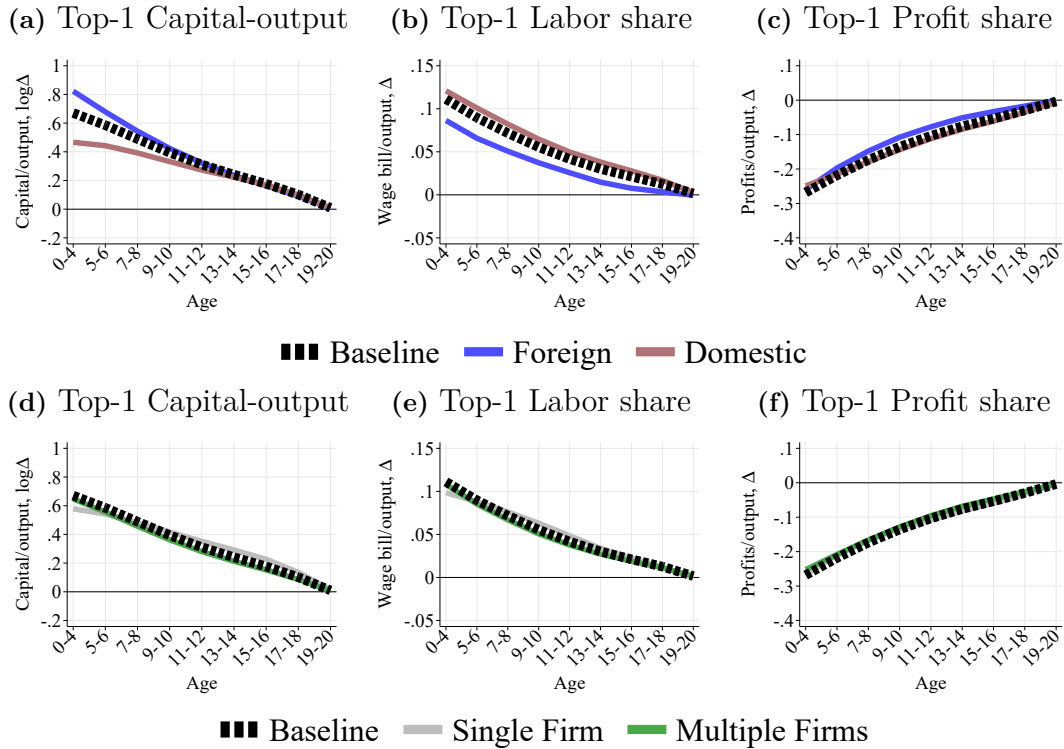 (a) Top-1 Capital-output
(b) Top-1 Labor share
(c) Top-1 Profit share
Capital/output, logΔ
1
.8
.6
.4
.2
0
-.2
0-4 5-6 7-8 9-10 11-12 13-14 15-16 17-18 19-20
Age
Wage bill/output, Δ
.15
.1
.05
0
-.05
0-4 5-6 7-8 9-10 11-12 13-14 15-16 17-18 19-20
Age
Profits/output, Δ
.1
0
-.1
-.2
-.3
-.4
0-4 5-6 7-8 9-10 11-12 13-14 15-16 17-18 19-20
Age
Baseline Foreign Domestic
(d) Top-1 Capital-output
(e) Top-1 Labor share
(f) Top-1 Profit share
Capital/output, logΔ
1
.8
.6
.4
.2
0
-.2
0-4 5-6 7-8 9-10 11-12 13-14 15-16 17-18 19-20
Age
Wage bill/output, Δ
.15
.1
.05
0
-.05
0-4 5-6 7-8 9-10 11-12 13-14 15-16 17-18 19-20
Age
Profits/output, Δ
.1
0
-.1
-.2
-.3
-.4
0-4 5-6 7-8 9-10 11-12 13-14 15-16 17-18 19-20
Age
Baseline Single Firm Multiple Firms